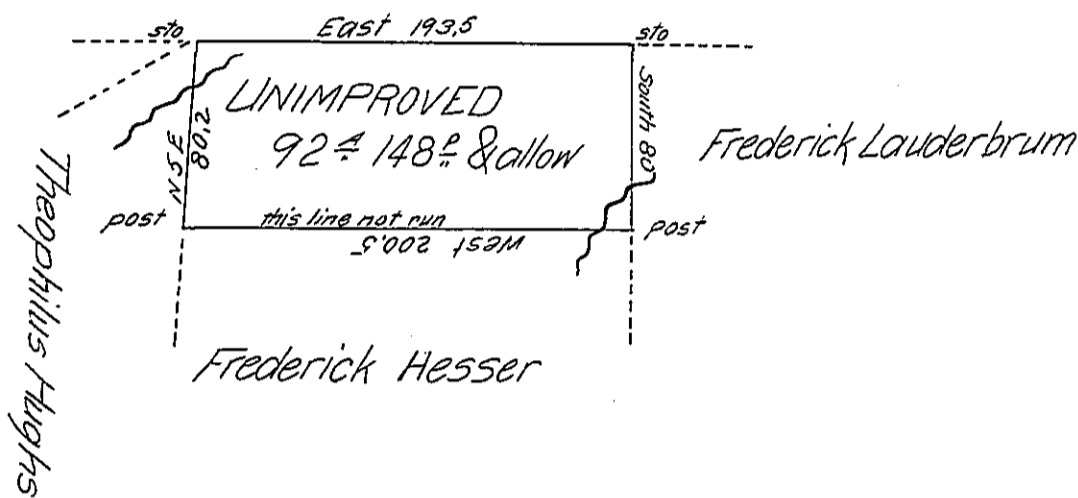 sto East 193,5 sto
UNIMPROVED
92 A 148 P & allow
N 5 E
80,2
South 80
Frederick Lauderbrum
Theophilus Hughs
post this line not run post
West 200,5
Frederick Hesser